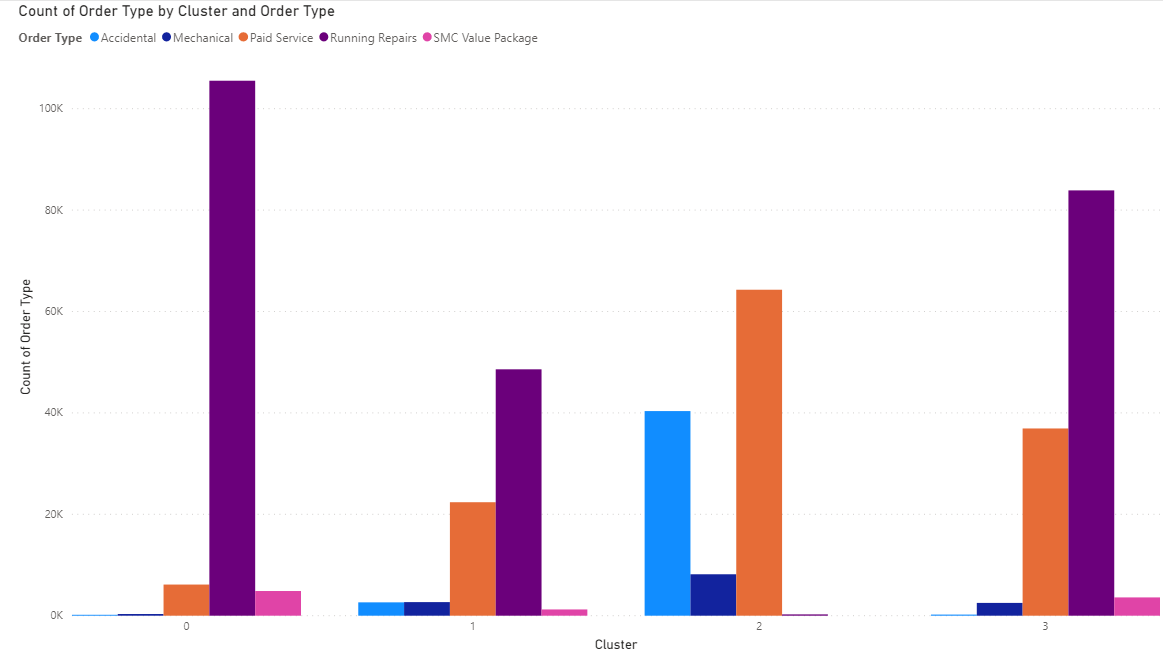 Count of Order Type by Cluster and Order Type
Order Type Accidental Mechanical Paid Service Running Repairs SMC Value Package
100K
80K
60K
40K
20K
0K
Count of Order Type
0 1 2 3
Cluster